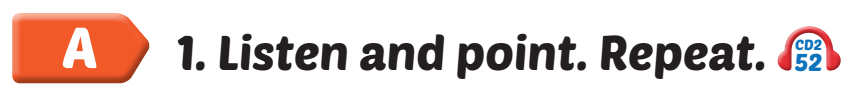 A 1. Listen and point. Repeat. CD2 52